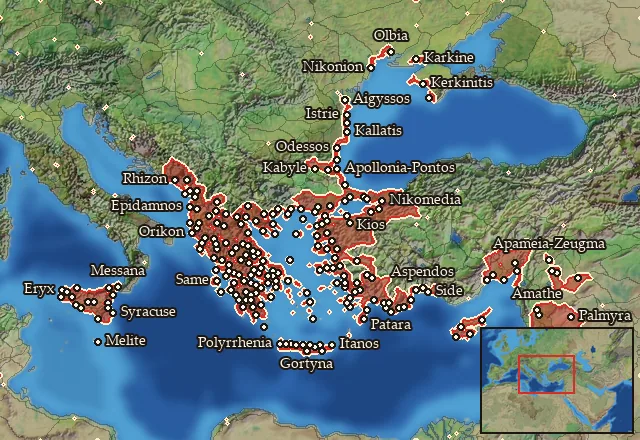 Olbia
Karkine
Nikonion
Kerkinitis
Aigyssos
Istrie
Kallatis
Odessos
Kabyle
Apollonia-Pontos
Rhizon
Nikomedia
Epidamnos
Kios
Orikon
Apameia-Zeugma
Messana
Same
Aspendos
Eryx
Side
Amathe
Syracuse
Patara
Palmyra
Melite
Polyrrhenia
Itanos
Gortyna